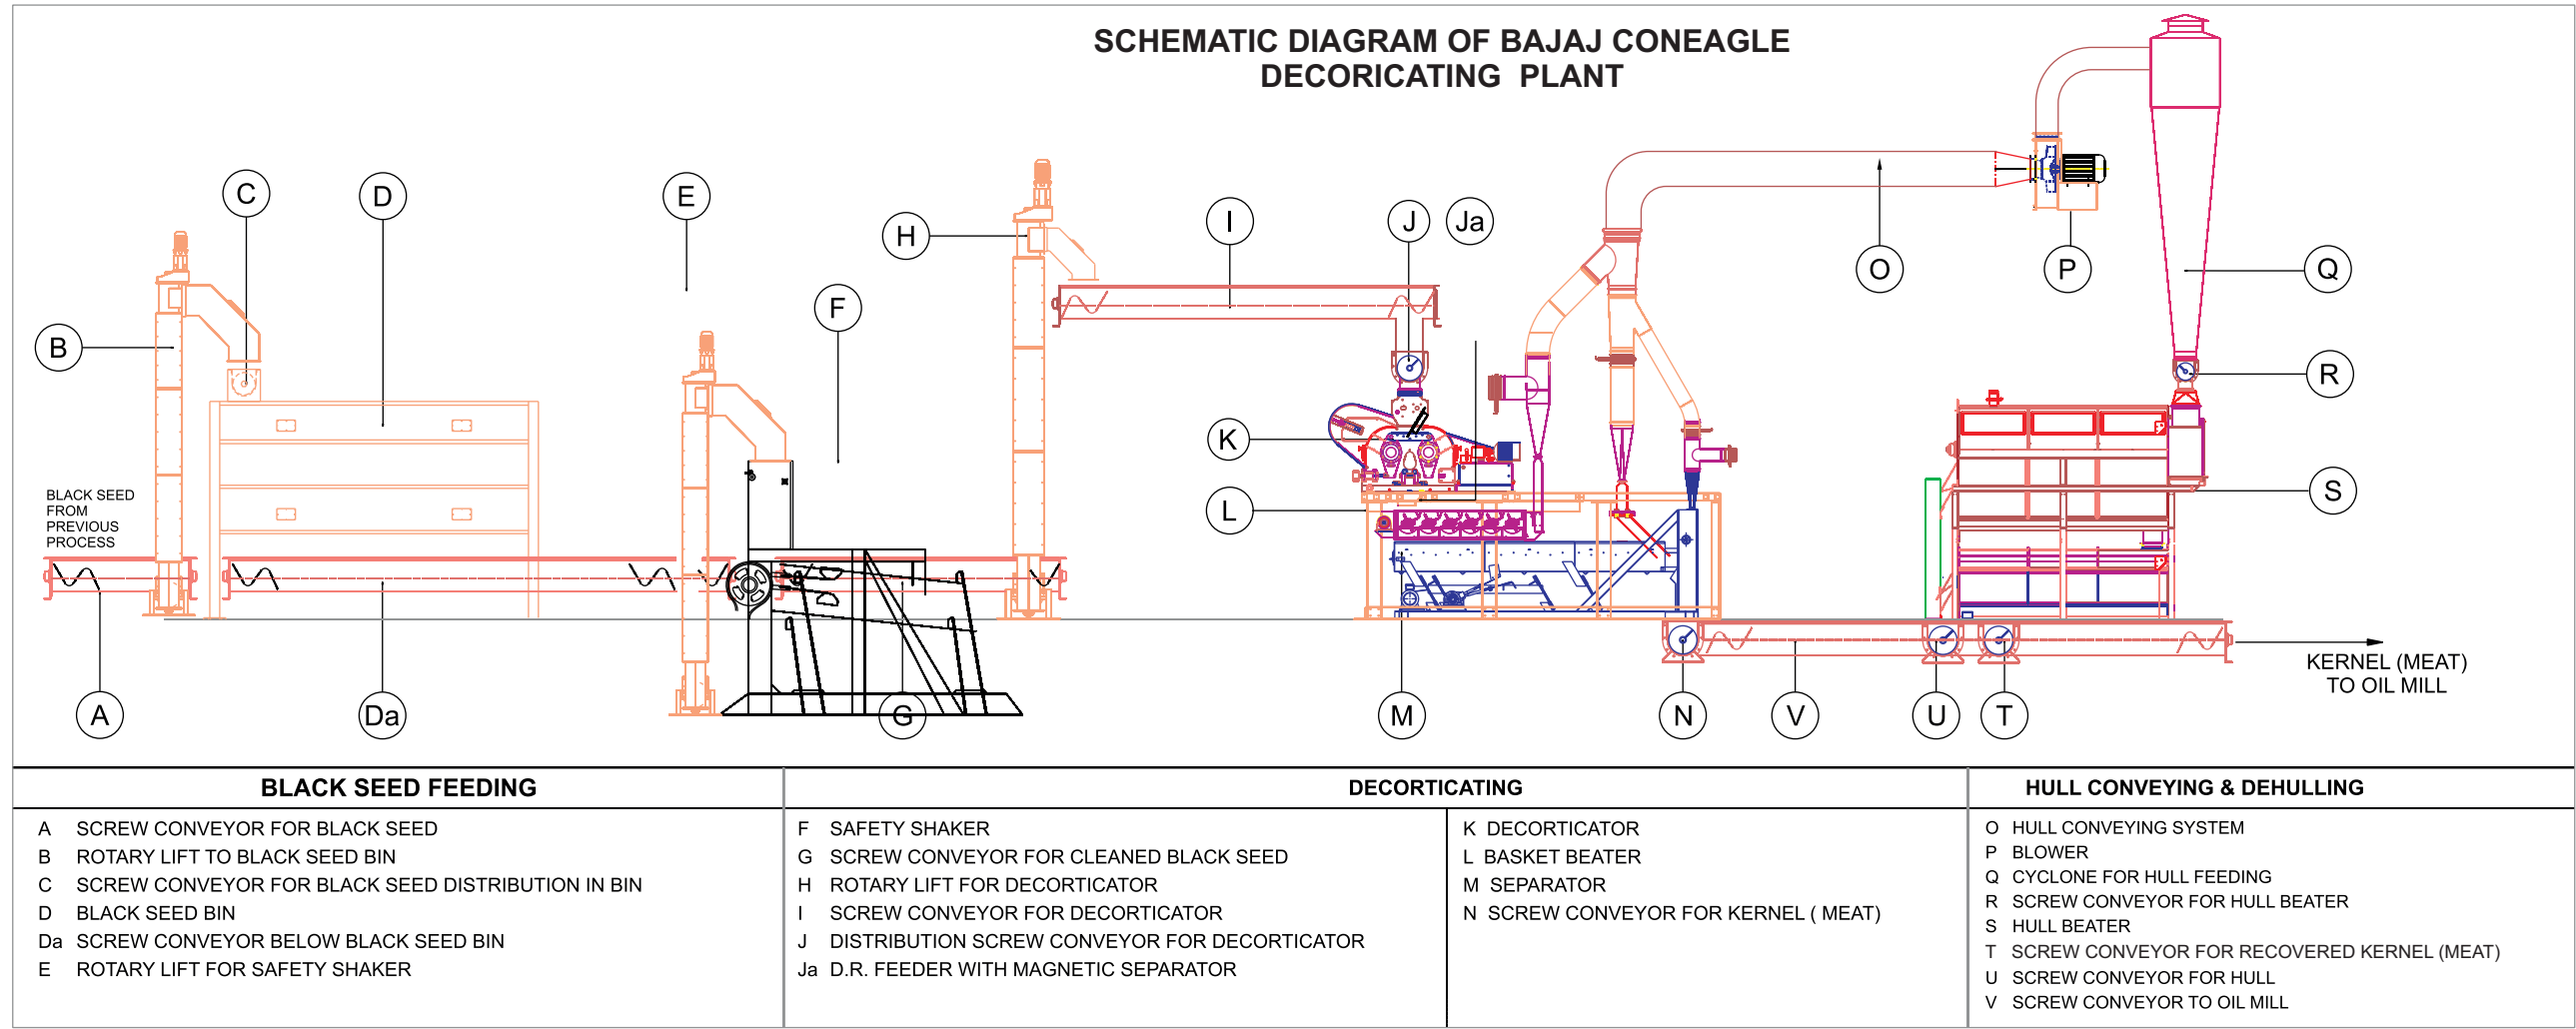 SCHEMATIC DIAGRAM OF BAJAJ CONEAGLE
DECORICATING PLANT
C
D
E
H
I
J
Ja
O
P
Q
F
B
R
K
L
S
BLACK SEED
FROM
PREVIOUS
PROCESS
KERNEL (MEAT)
TO OIL MILL
A
Da
G
M
N
V
U
T
BLACK SEED FEEDING
A SCREW CONVEYOR FOR BLACK SEED
B ROTARY LIFT TO BLACK SEED BIN
C SCREW CONVEYOR FOR BLACK SEED DISTRIBUTION IN BIN
D BLACK SEED BIN
Da SCREW CONVEYOR BELOW BLACK SEED BIN
E ROTARY LIFT FOR SAFETY SHAKER
DECORTICATING
F SAFETY SHAKER
G SCREW CONVEYOR FOR CLEANED BLACK SEED
H ROTARY LIFT FOR DECORTICATOR
I SCREW CONVEYOR FOR DECORTICATOR
J DISTRIBUTION SCREW CONVEYOR FOR DECORTICATOR
Ja D.R. FEEDER WITH MAGNETIC SEPARATOR
K DECORTICATOR
L BASKET BEATER
M SEPARATOR
N SCREW CONVEYOR FOR KERNEL ( MEAT)
HULL CONVEYING & DEHULLING
O HULL CONVEYING SYSTEM
P BLOWER
Q CYCLONE FOR HULL FEEDING
R SCREW CONVEYOR FOR HULL BEATER
S HULL BEATER
T SCREW CONVEYOR FOR RECOVERED KERNEL (MEAT)
U SCREW CONVEYOR FOR HULL
V SCREW CONVEYOR TO OIL MILL